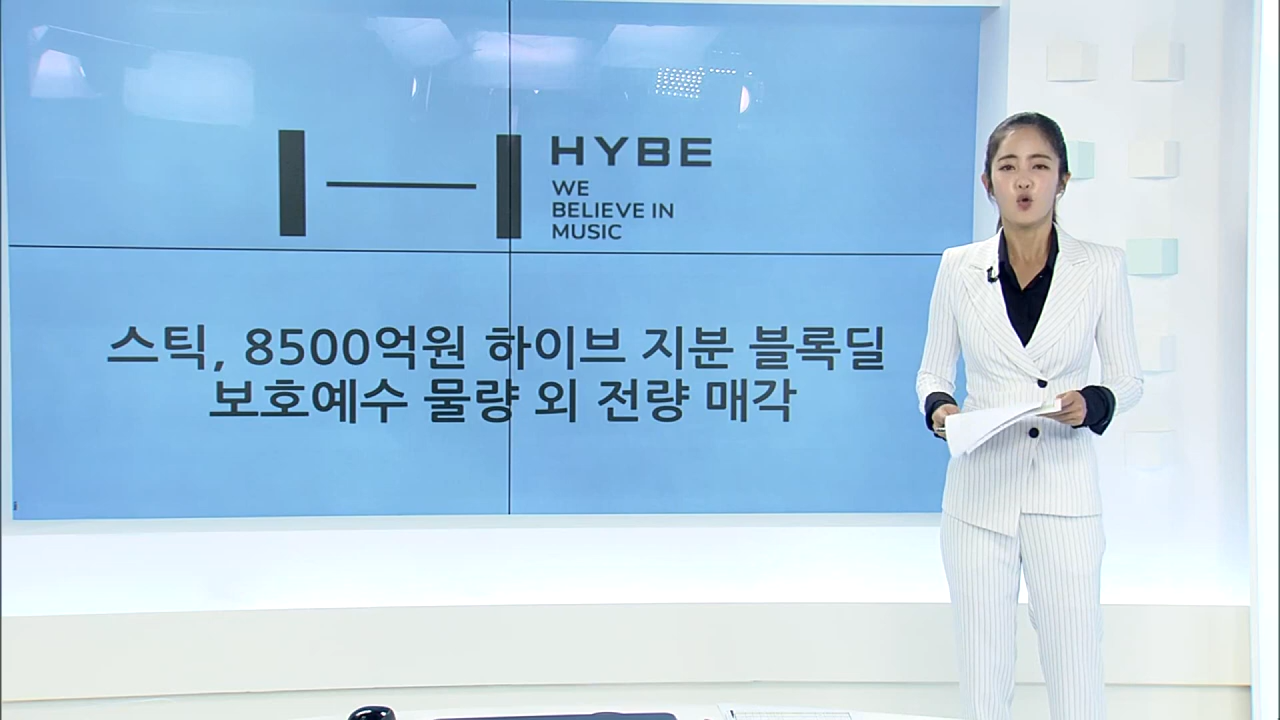 HYBE
WE
BELIEVE IN
MUSIC
스틱, 8500억원 하이브 지분 블록딜
보호예수 물량 외 전량 매각